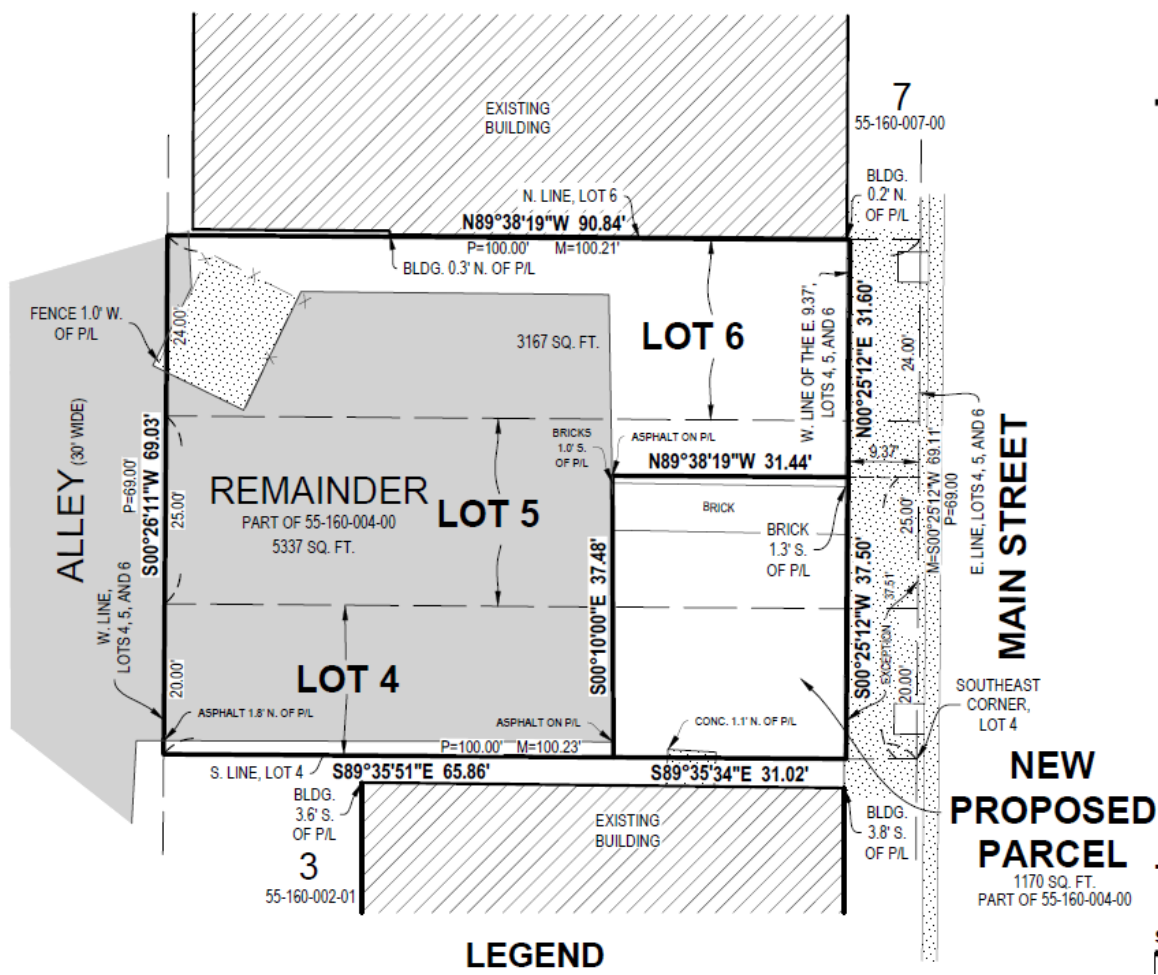 7
55-160-007-00
EXISTING
BUILDING
BLDG.
0.2' N.
OF P/L
N. LINE, LOT 6
N89°38'19"W 90.84'
P=100.00' M=100.21'
BLDG. 0.3' N. OF P/L
FENCE 1.0' W.
OF P/L
24.00'
3167 SQ. FT.
LOT 6
W. LINE OF THE E. 9.37',
LOTS 4, 5, AND 6
N00°25'12"E 31.60'
24.00'
ALLEY (30' WIDE)
P=69.00'
S00°26'11"W 69.03'
25.00'
BRICKS
1.0' S.
OF P/L
ASPHALT ON P/L
N89°38'19"W 31.44'
9.37'
REMAINDER
PART OF 55-160-004-00
5337 SQ. FT.
LOT 5
BRICK
BRICK
1.3' S.
OF P/L
25.00'
M=S00°25'12"W 69.11'
P=69.00'
E. LINE, LOTS 4, 5, AND 6
MAIN STREET
W. LINE,
LOTS 4, 5, AND 6
20.00'
LOT 4
S00°10'00"E 37.48'
S00°25'12"W 37.50'
EXCEPTION 37.51'
20.00'
SOUTHEAST
CORNER,
LOT 4
ASPHALT 1.8' N. OF P/L
ASPHALT ON P/L
CONC. 1.1' N. OF P/L
P=100.00' M=100.23'
S. LINE, LOT 4
S89°35'51"E 65.86'
S89°35'34"E 31.02'
NEW
PROPOSED
PARCEL
1170 SQ. FT.
PART OF 55-160-004-00
BLDG.
3.6' S.
OF P/L
EXISTING
BUILDING
BLDG.
3.8' S.
OF P/L
3
55-160-002-01
LEGEND